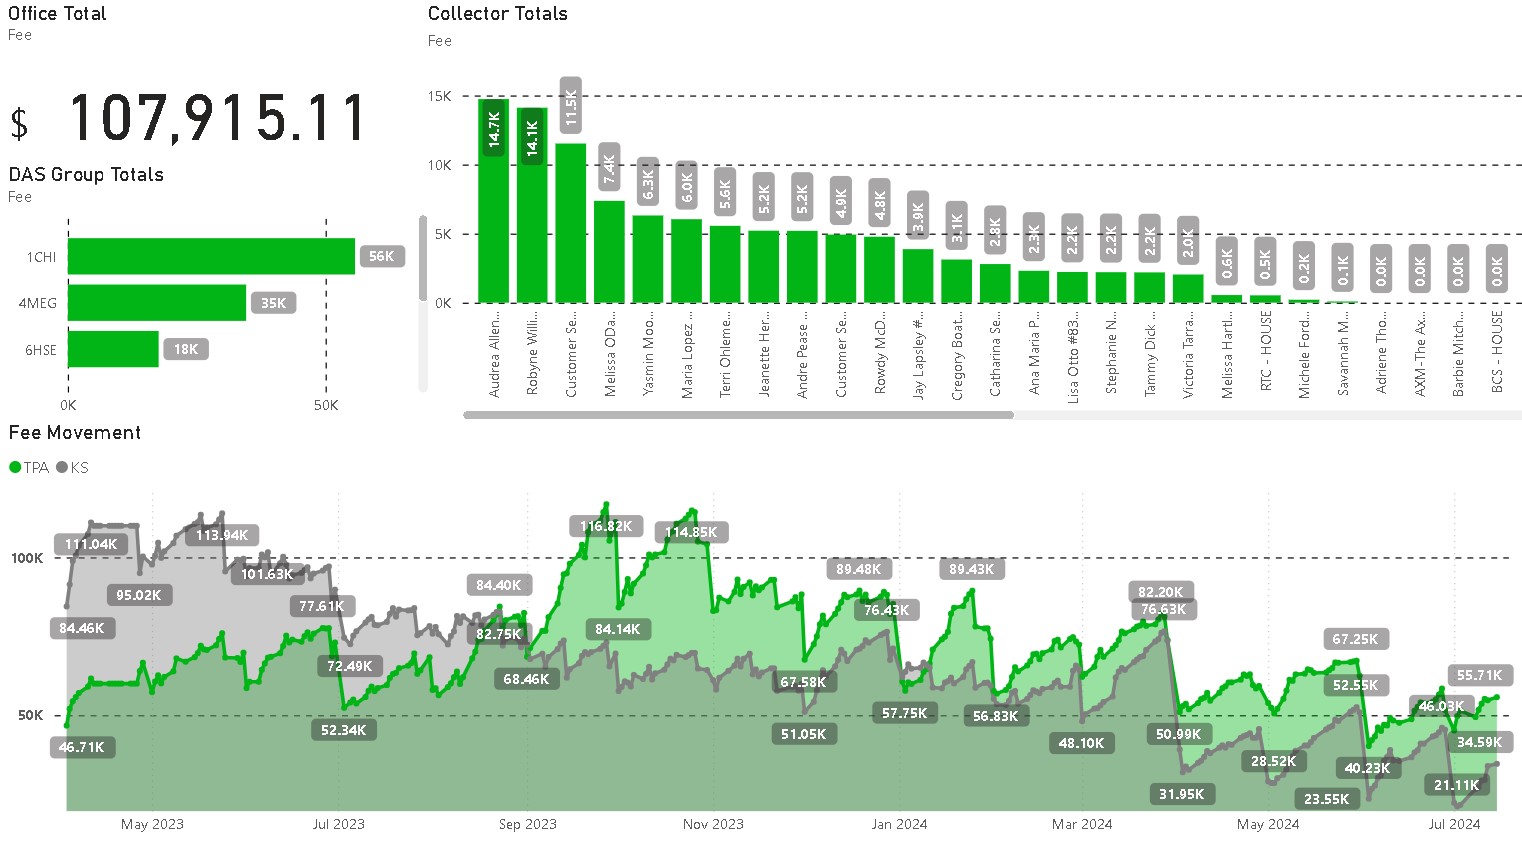 Office Total
Fee
$ 107,915.11
DAS Group Totals
Fee
1CHI 56K
4MEG 35K
6HSE 18K
0K 50K
Collector Totals
Fee
15K
10K
5K
0K
14.7K 14.1K 11.5K 7.4K 6.3K 6.0K 5.6K 5.2K 5.2K 4.9K 4.8K 3.9K 3.1K 2.8K 2.3K 2.2K 2.2K 2.2K 2.0K 0.6K 0.5K 0.2K 0.1K 0.0K 0.0K 0.0K 0.0K
Audrea Allen...
Robyne Willi...
Customer Se...
Melissa ODa...
Yasmin Moo...
Maria Lopez ...
Terri Ohleme...
Jeanette Her...
Andre Pease ...
Customer Se...
Rowdy McD...
Jay Lapsley #...
Gregory Boat...
Catharina Se...
Ana Maria P...
Lisa Otto #83...
Stephanie N...
Tammy Dick ...
Victoria Tarra...
Melissa Hartl...
RTC - HOUSE
Michele Ford...
Savannah M...
Adriene Tho...
AXM-The Ax...
Barbie Mitch...
BCS - HOUSE
Fee Movement
TPA KS
100K
50K
111.04K
84.46K
46.71K
95.02K
113.94K
101.63K
77.61K
72.49K
52.34K
84.40K
82.75K
68.46K
116.82K
84.14K
114.85K
67.58K
51.05K
89.48K
76.43K
57.75K
89.43K
56.83K
48.10K
82.20K
76.63K
50.99K
31.95K
28.52K
67.25K
52.55K
23.55K
40.23K
46.03K
21.11K
55.71K
34.59K
May 2023 Jul 2023 Sep 2023 Nov 2023 Jan 2024 Mar 2024 May 2024 Jul 2024